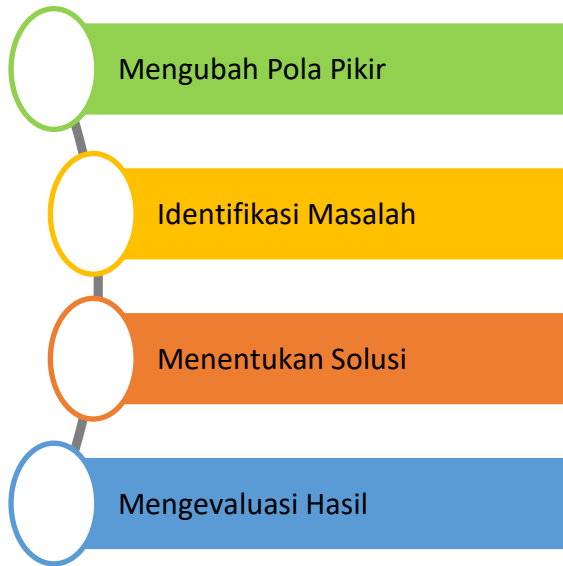 Mengubah Pola Pikir
Identifikasi Masalah
Menentukan Solusi
Mengevaluasi Hasil